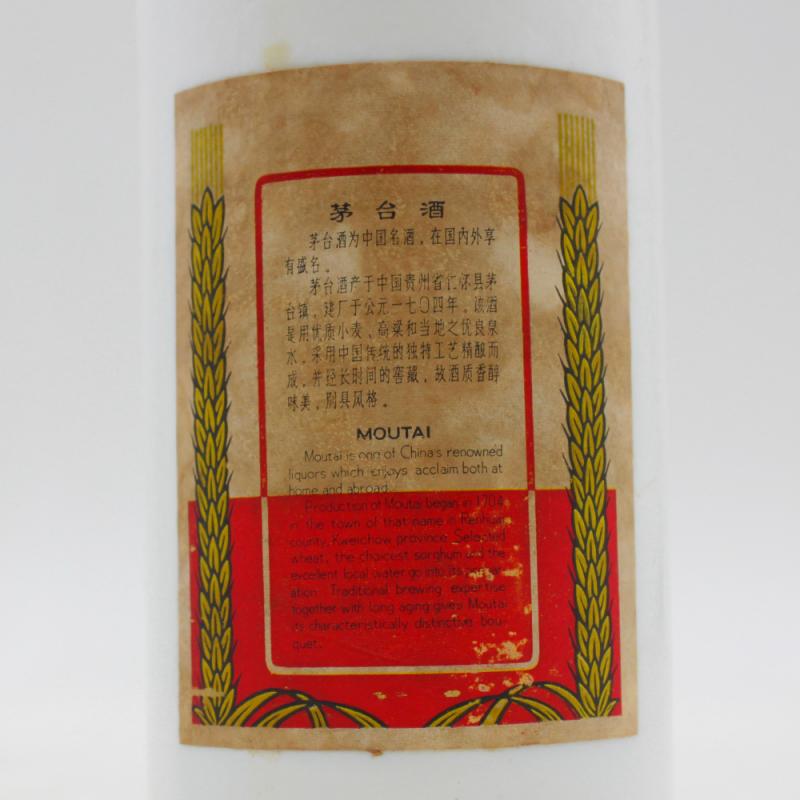 茅台酒
茅台酒为中国名酒，在国内外享
有盛名。
茅台酒产于中国贵州省仁怀县茅
台镇，建厂于公元一七〇四年。该酒
是用优质小麦、高粱和当地之优良泉
水，采用中国传统的独特工艺精酿而
成，并经长时间的窖藏，故酒质香醇
味美，别具风格。
MOUTAI
Moutai is one of China's renowned
liquors which enjoys acclaim both at
home and abroad.
Production of Moutai began in 1704
in the town of that name in Renhuai
county, Kweichow province. Selected
wheat, the choicest sorghum and the
excellent local water go into its prepar-
ation. Traditional brewing expertise
together with long aging gives Moutai
its characteristically distinctive bou-
quet.